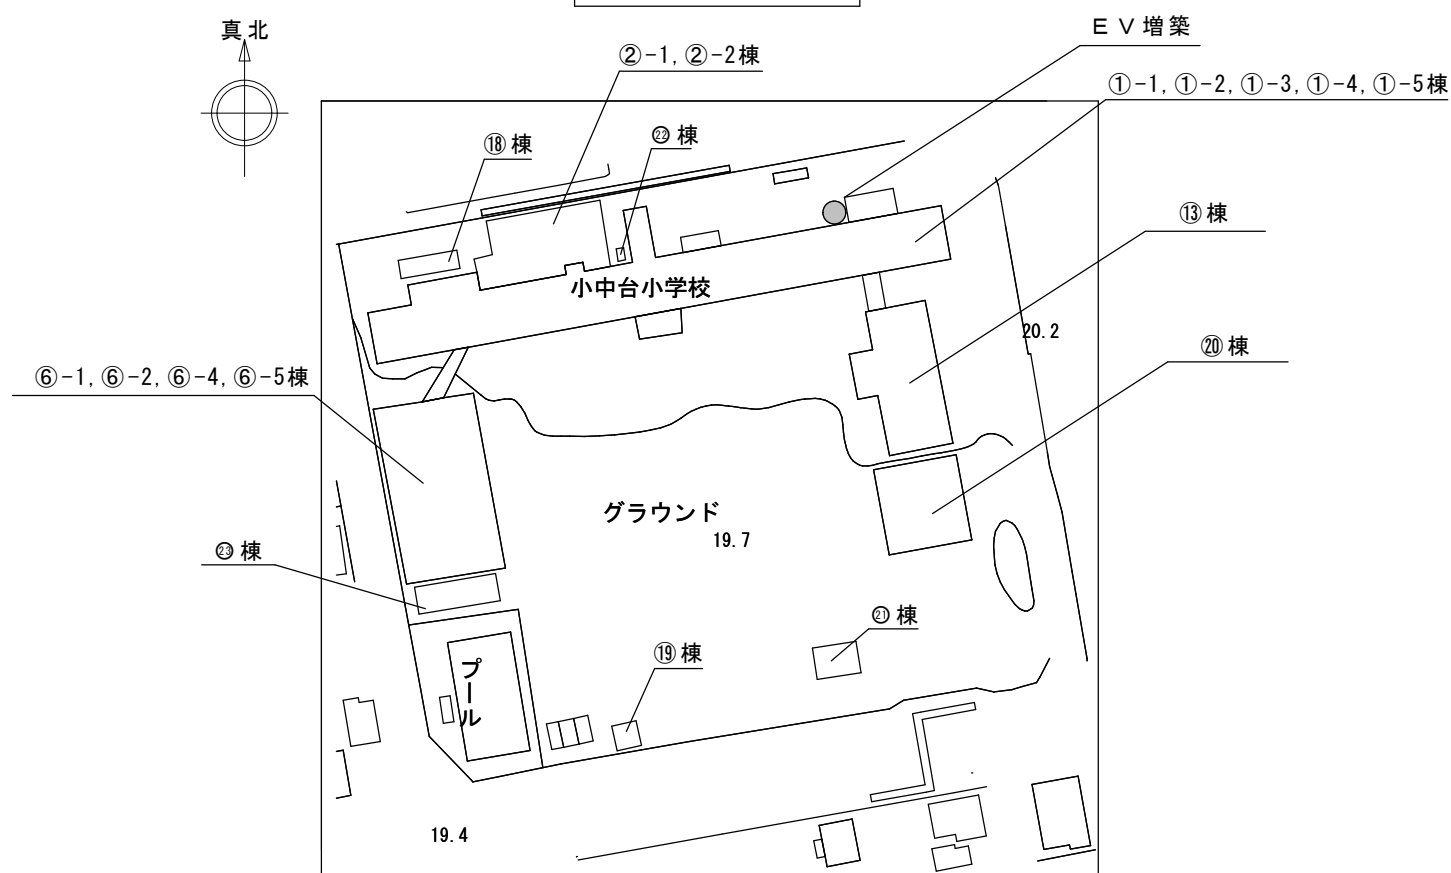 真北
ＥＶ増築
②-1,②-2棟
①-1,①-2,①-3,①-4,①-5棟
⑱棟
㉒棟
⑬棟
小中台小学校
20.2
⑳棟
⑥-1,⑥-2,⑥-4,⑥-5棟
グラウンド
19.7
㉓棟
㉑棟
⑲棟
プール
19.4